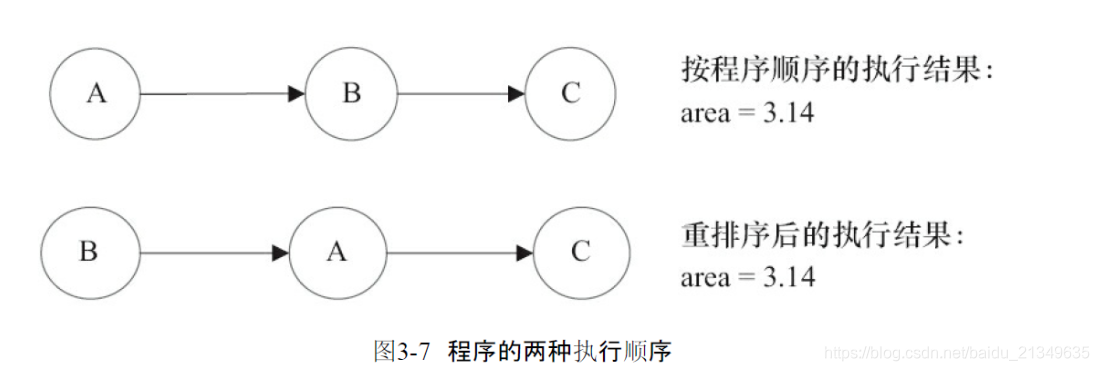 A
B
C
按程序顺序的执行结果：
area = 3.14
B
A
C
重排序后的执行结果：
area = 3.14
图3-7 程序的两种执行顺序
https://blog.csdn.net/baidu_21349635